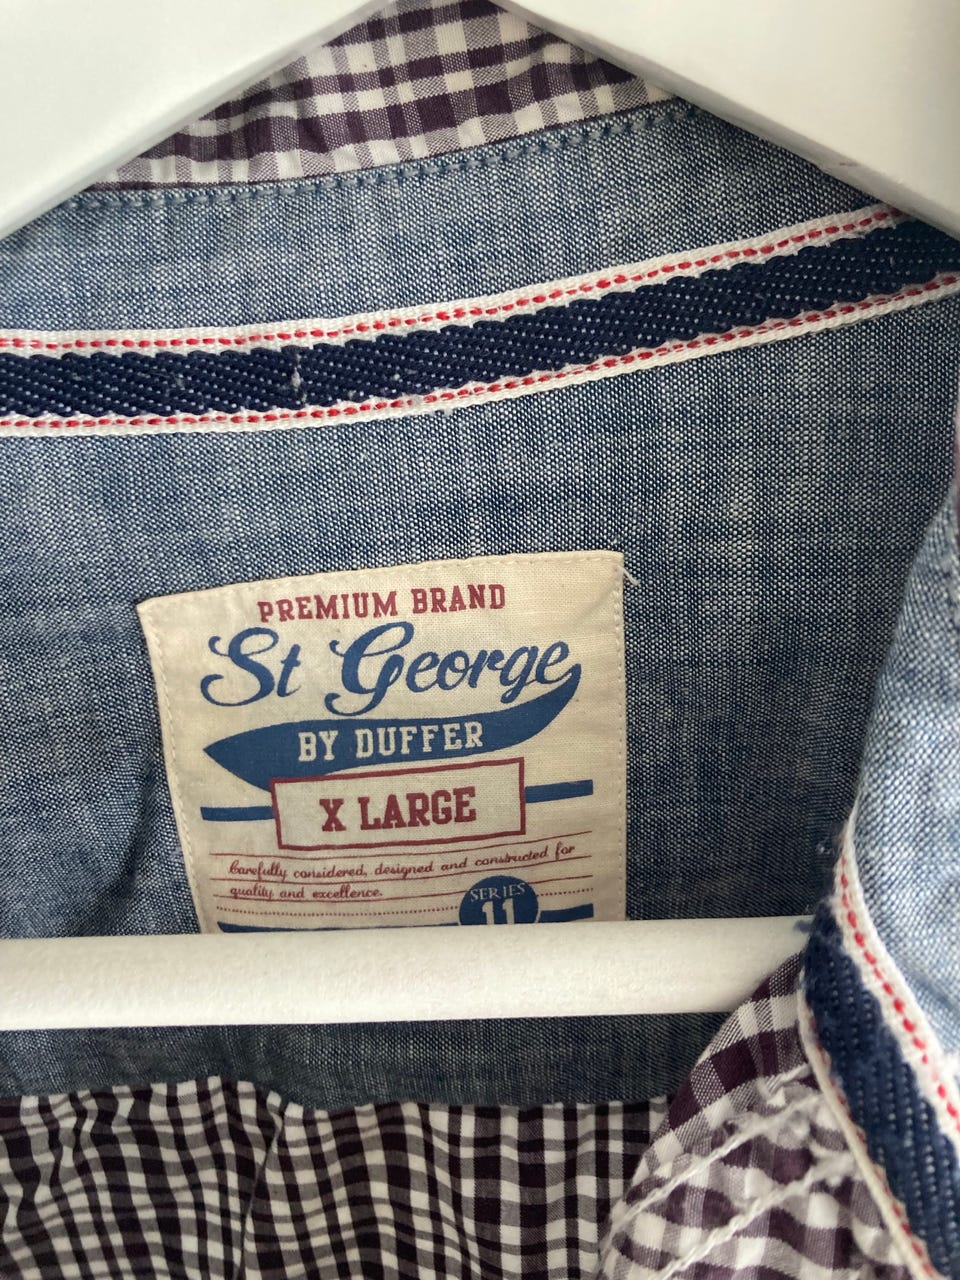 PREMIUM BRAND
St George
BY DUFFER
X LARGE
Carefully considered, designed and constructed for
quality and excellence.
SERIES
11